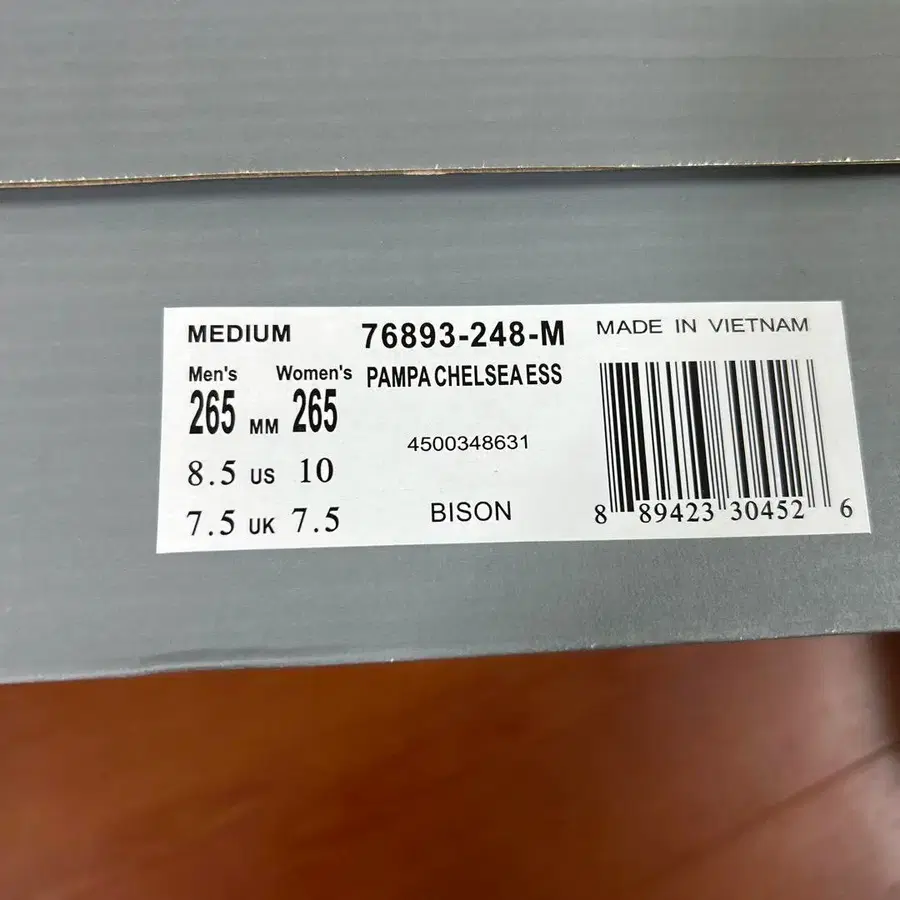 MEDIUM 76893-248-M MADE IN VIETNAM
Men's Women's PAMPA CHELSEA ESS
265 MM 265
4500348631
8.5 US 10
7.5 UK 7.5 BISON
8 89423 30452 6